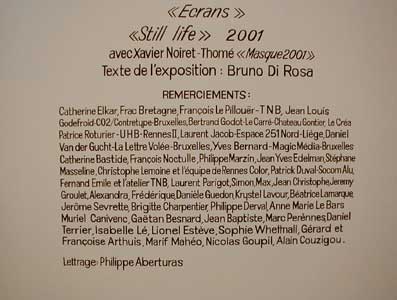 «Ecrans»
«Still life» 2001
avec Xavier Noiret-Thomé «Masque2001»
Texte de l'exposition : Bruno Di Rosa
REMERCIEMENTS:
Catherine Elkar, Frac Bretagne, François Le Pillouër-TNB, Jean Louis
Godefroid-C02/Contretupe-Bruxelles, Bertrand Godot-Le Carré-Chateau Gontier, Le Créa
Patrice Roturier-UHB-Rennes II, Laurent Jacob-Espace 251 Nord-Liége, Daniel
Van der Gucht-La Lettre Volée-Bruxelles, Yves Bernard-Magic Média-Bruxelles
Catherine Bastide, François Noctulle, Philippe Marzin, Jean Yves Edelman, Stéphane
Masseline, Christophe Lemoine et l'équipe de Rennes Color, Patrick Duval-Socom Alu,
Fernand Emile et l'atelier TNB, Laurent Parigot, Simon, Max, Jean Christophe, Jeremy
Groulet, Alexandra, Frédérique, Danièle Guedon, Krystel Lavour, Béatrice Lamarque,
Jerôme Sevrette, Brigitte Charpentier, Philippe Derval, Anne Marie Le Bars
Muriel Canivenc, Gaëtan Besnard, Jean Baptiste, Marc Perénnes, Daniel
Terrier, Isabelle Lé, Lionel Estève, Sophie Whettnall, Gérard et
Françoise Arthuis, Marif Mahéo, Nicolas Goupil, Alain Couzigou.
Lettrage: Philippe Aberturas